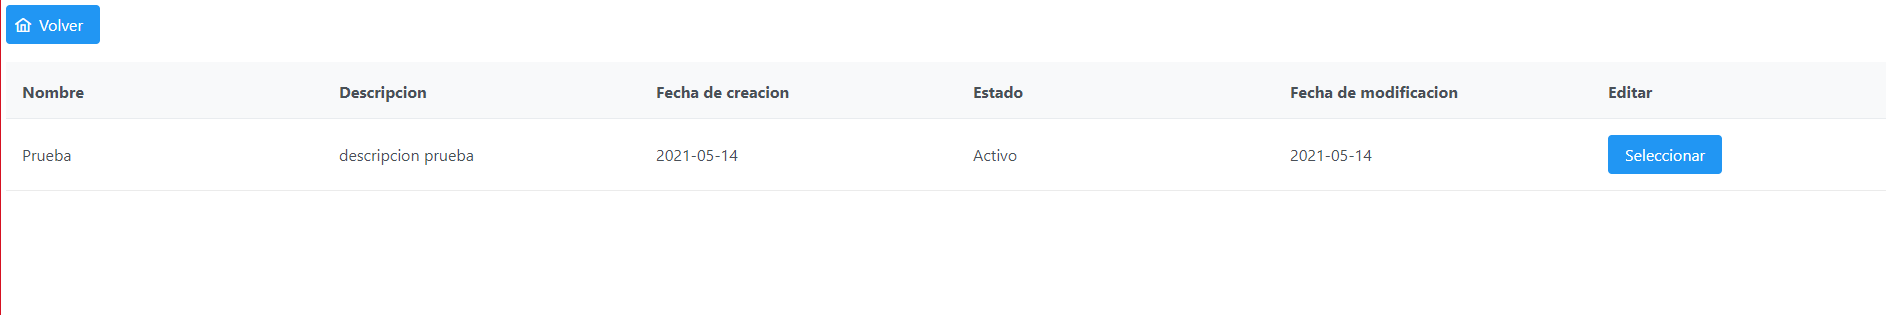 Volver
Nombre Descripcion Fecha de creacion Estado Fecha de modificacion Editar
Prueba descripcion prueba 2021-05-14 Activo 2021-05-14 Seleccionar